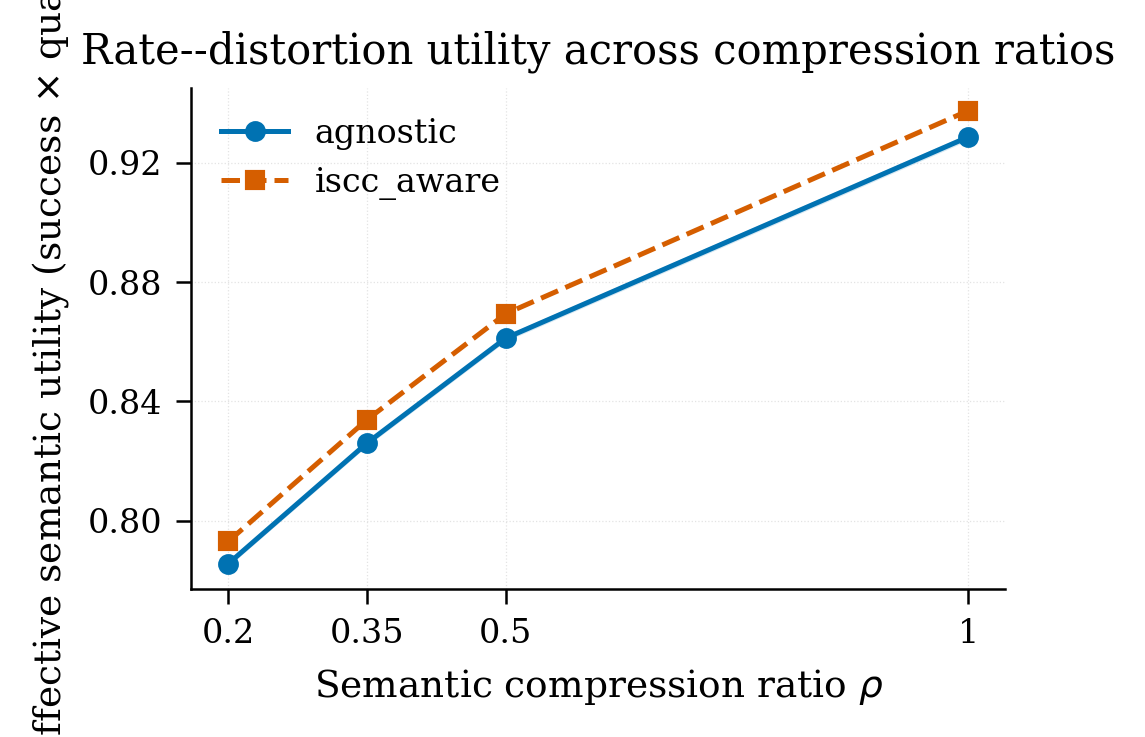 Rate--distortion utility across compression ratios
ffective semantic utility (success × qua
agnostic
iscc_aware
0.92
0.88
0.84
0.80
0.2 0.35 0.5 1
Semantic compression ratio ρ